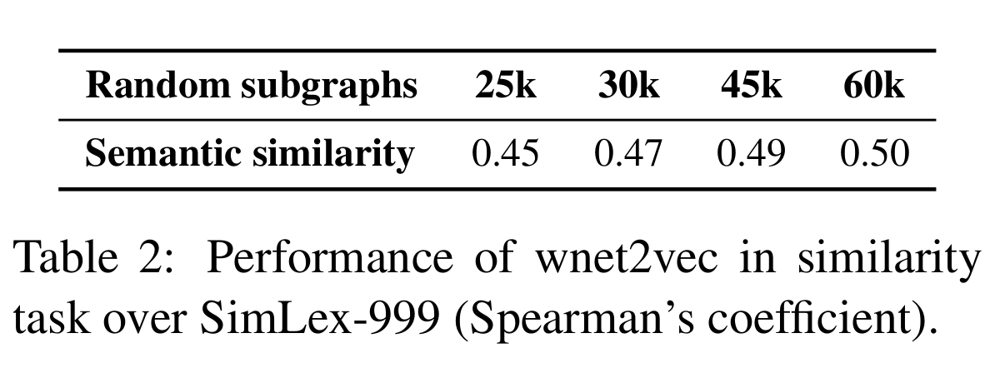 Random subgraphs 25k 30k 45k 60k
Semantic similarity 0.45 0.47 0.49 0.50
Table 2: Performance of wnet2vec in similarity
task over SimLex-999 (Spearman's coefficient).